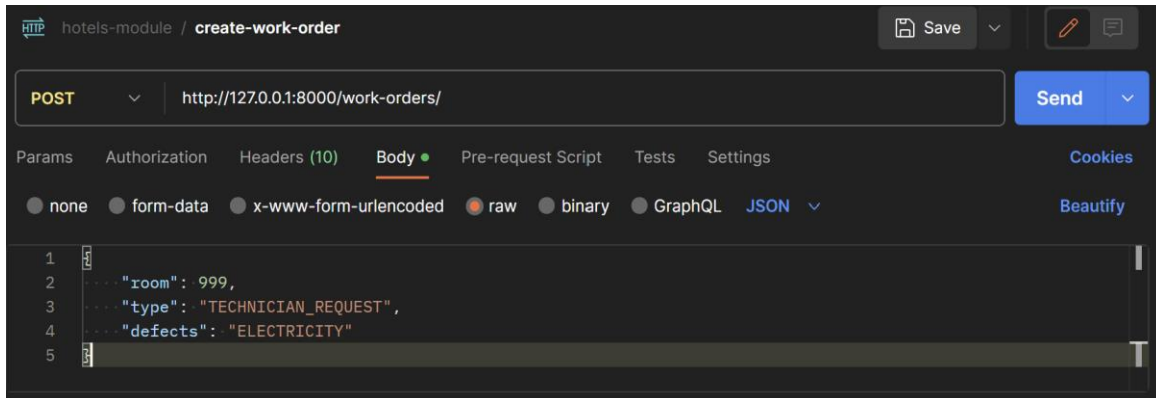 HTTP hotels-module / create-work-order Save
POST http://127.0.0.1:8000/work-orders/ Send
Params Authorization Headers (10) Body Pre-request Script Tests Settings Cookies
none form-data x-www-form-urlencoded raw binary GraphQL JSON Beautify
1 {
2 "room": 999,
3 "type": "TECHNICIAN_REQUEST",
4 "defects": "ELECTRICITY"
5 }